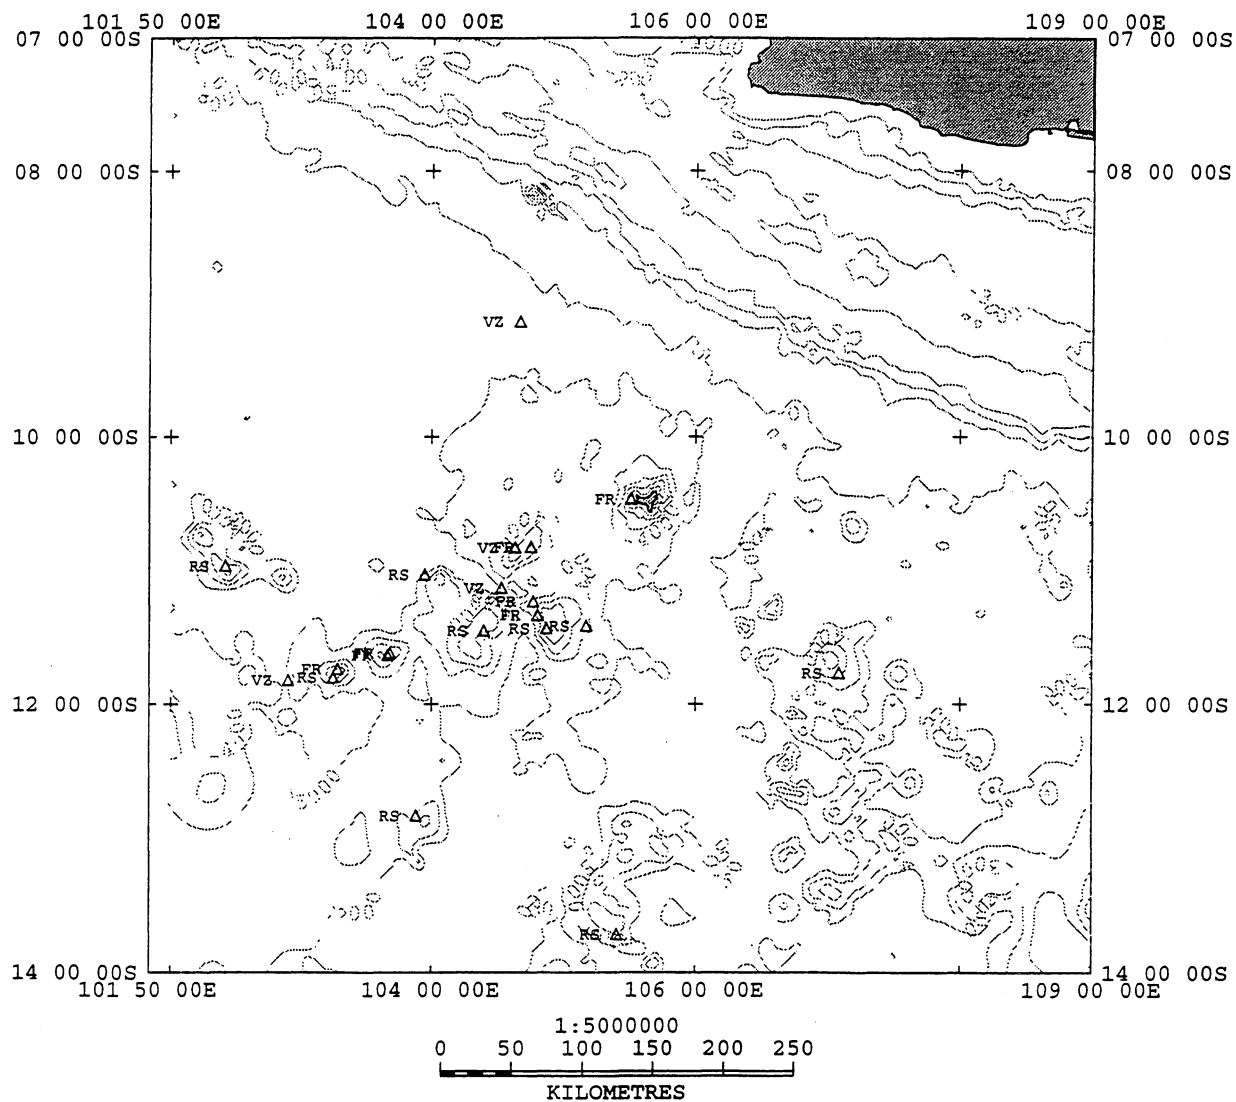 101 50 00E 104 00 00E 106 00 00E 109 00 00E
07 00 00S 07 00 00S
08 00 00S 08 00 00S
VZ
10 00 00S 10 00 00S
FR
VZ FR
RS RS
VZ
FR
FR
RS RS RS
FR
FR
VZ RS RS
12 00 00S 12 00 00S
RS
RS
14 00 00S 14 00 00S
101 50 00E 104 00 00E 106 00 00E 109 00 00E
1:5000000
0 50 100 150 200 250
KILOMETRES